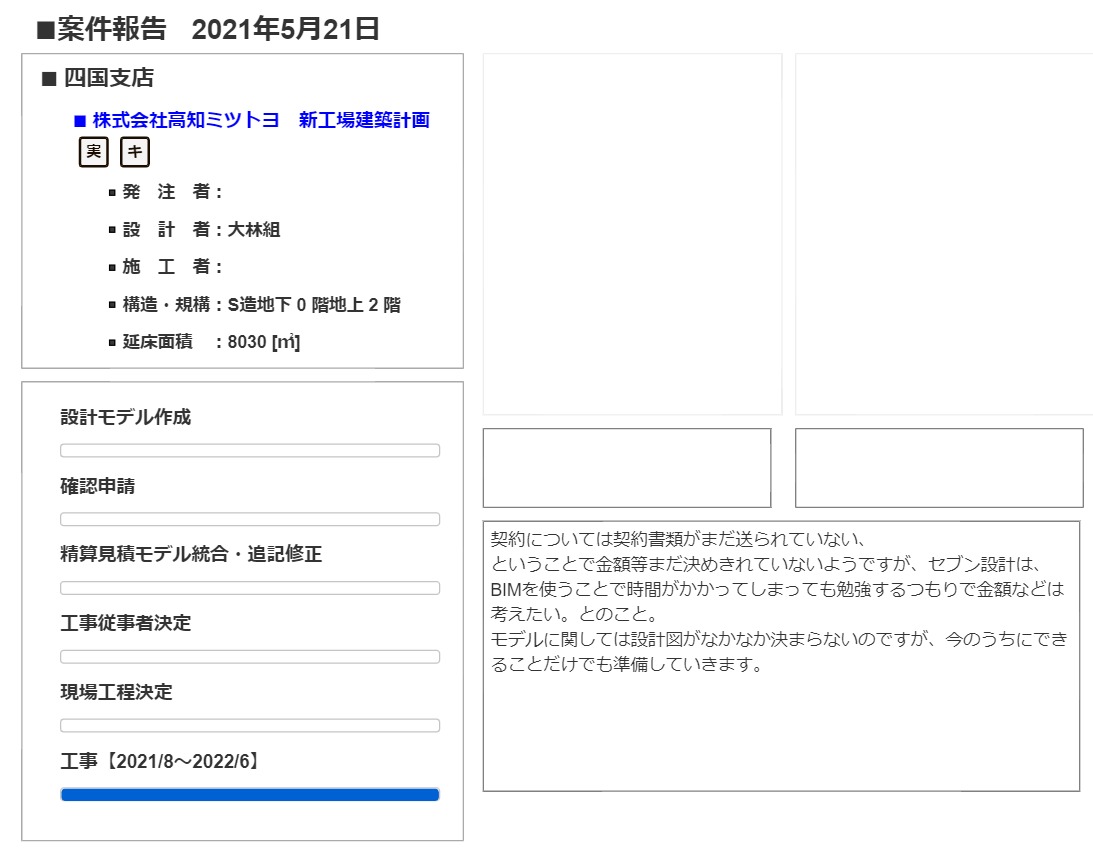 ■案件報告　2021年5月21日
■ 四国支店
■ 株式会社高知ミツトヨ　新工場建築計画
実 キ
▪ 発　注　者：
▪ 設　計　者：大林組
▪ 施　工　者：
▪ 構造・規構：S造地下 0 階地上 2 階
▪ 延床面積　：8030 [㎡]
設計モデル作成
確認申請
精算見積モデル統合・追記修正
工事従事者決定
現場工程決定
工事【2021/8～2022/6】
契約については契約書類がまだ送られていない、
ということで金額等まだ決めきれていないようですが、セブン設計は、
BIMを使うことで時間がかかってしまっても勉強するつもりで金額などは
考えたい。とのこと。
モデルに関しては設計図がなかなか決まらないのですが、今のうちにでき
ることだけでも準備していきます。